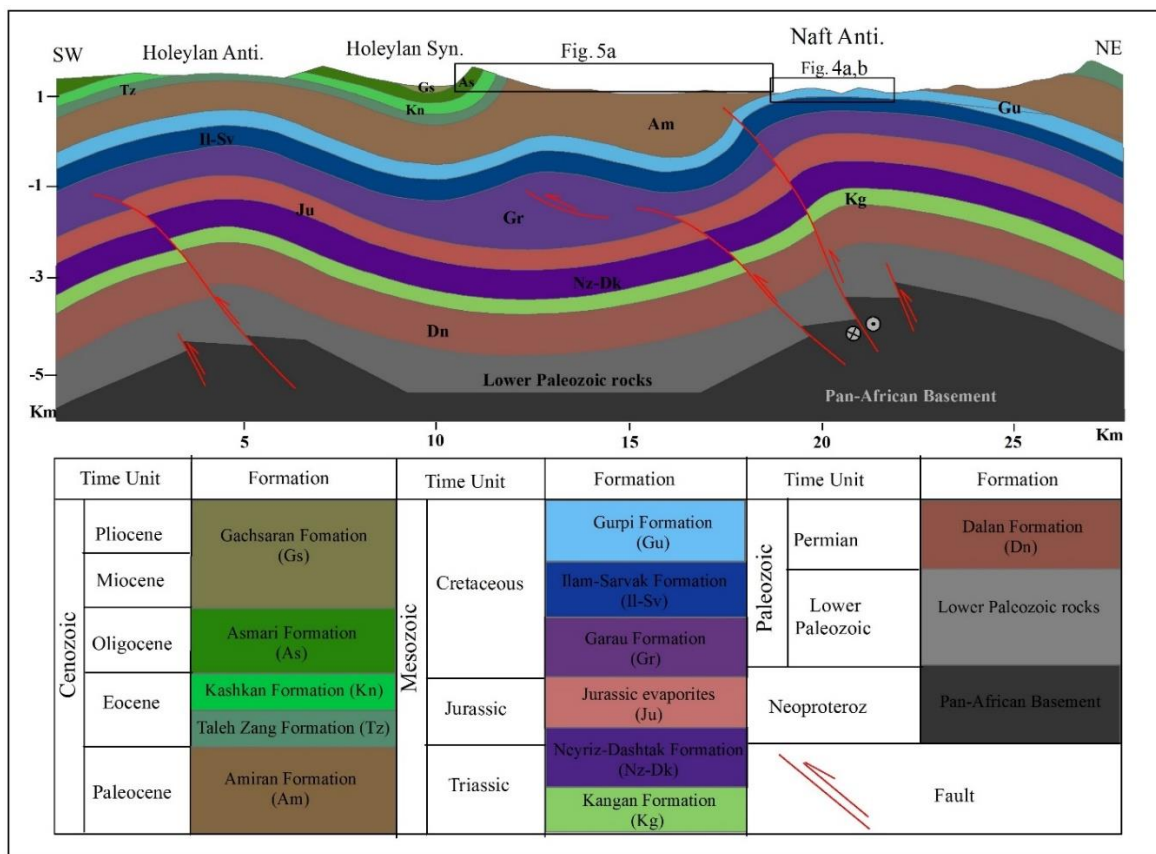 SW
Holeylan Anti.
Holeylan Syn.
Fig. 5a
Naft Anti.
NE
Fig. 4a,b
Tz
Gs
As
Kn
Am
Gu
1
Il-Sv
-1
Ju
Gr
Kg
-3
Nz-Dk
Dn
-5
Lower Paleozoic rocks
Pan-African Basement
Km
5
10
15
20
25
Km
Time Unit
Formation
Cenozoic
Pliocene
Miocene
Gachsaran Fomation
(Gs)
Oligocene
Asmari Formation
(As)
Eocene
Kashkan Formation (Kn)
Taleh Zang Formation (Tz)
Paleocene
Amiran Formation
(Am)
Time Unit
Formation
Mesozoic
Cretaceous
Gurpi Formation
(Gu)
Ilam-Sarvak Formation
(Il-Sv)
Garau Formation
(Gr)
Jurassic
Jurassic evaporites
(Ju)
Triassic
Neyriz-Dashtak Formation
(Nz-Dk)
Kangan Formation
(Kg)
Time Unit
Formation
Paleozoic
Permian
Dalan Formation
(Dn)
Lower
Paleozoic
Lower Paleozoic rocks
Neoproteroz
Pan-African Basement
Fault